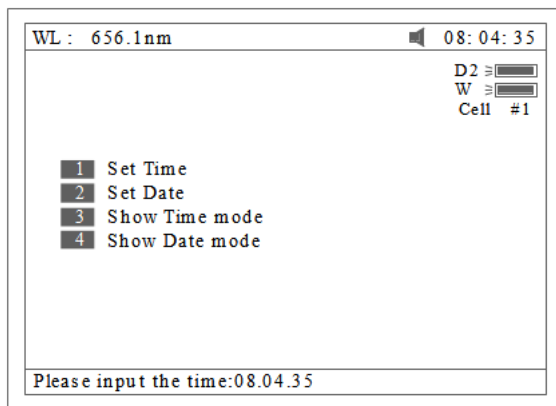 WL : 656.1nm 08:04:35
D2
W
Cell #1
1 Set Time
2 Set Date
3 Show Time mode
4 Show Date mode
Please input the time:08.04.35